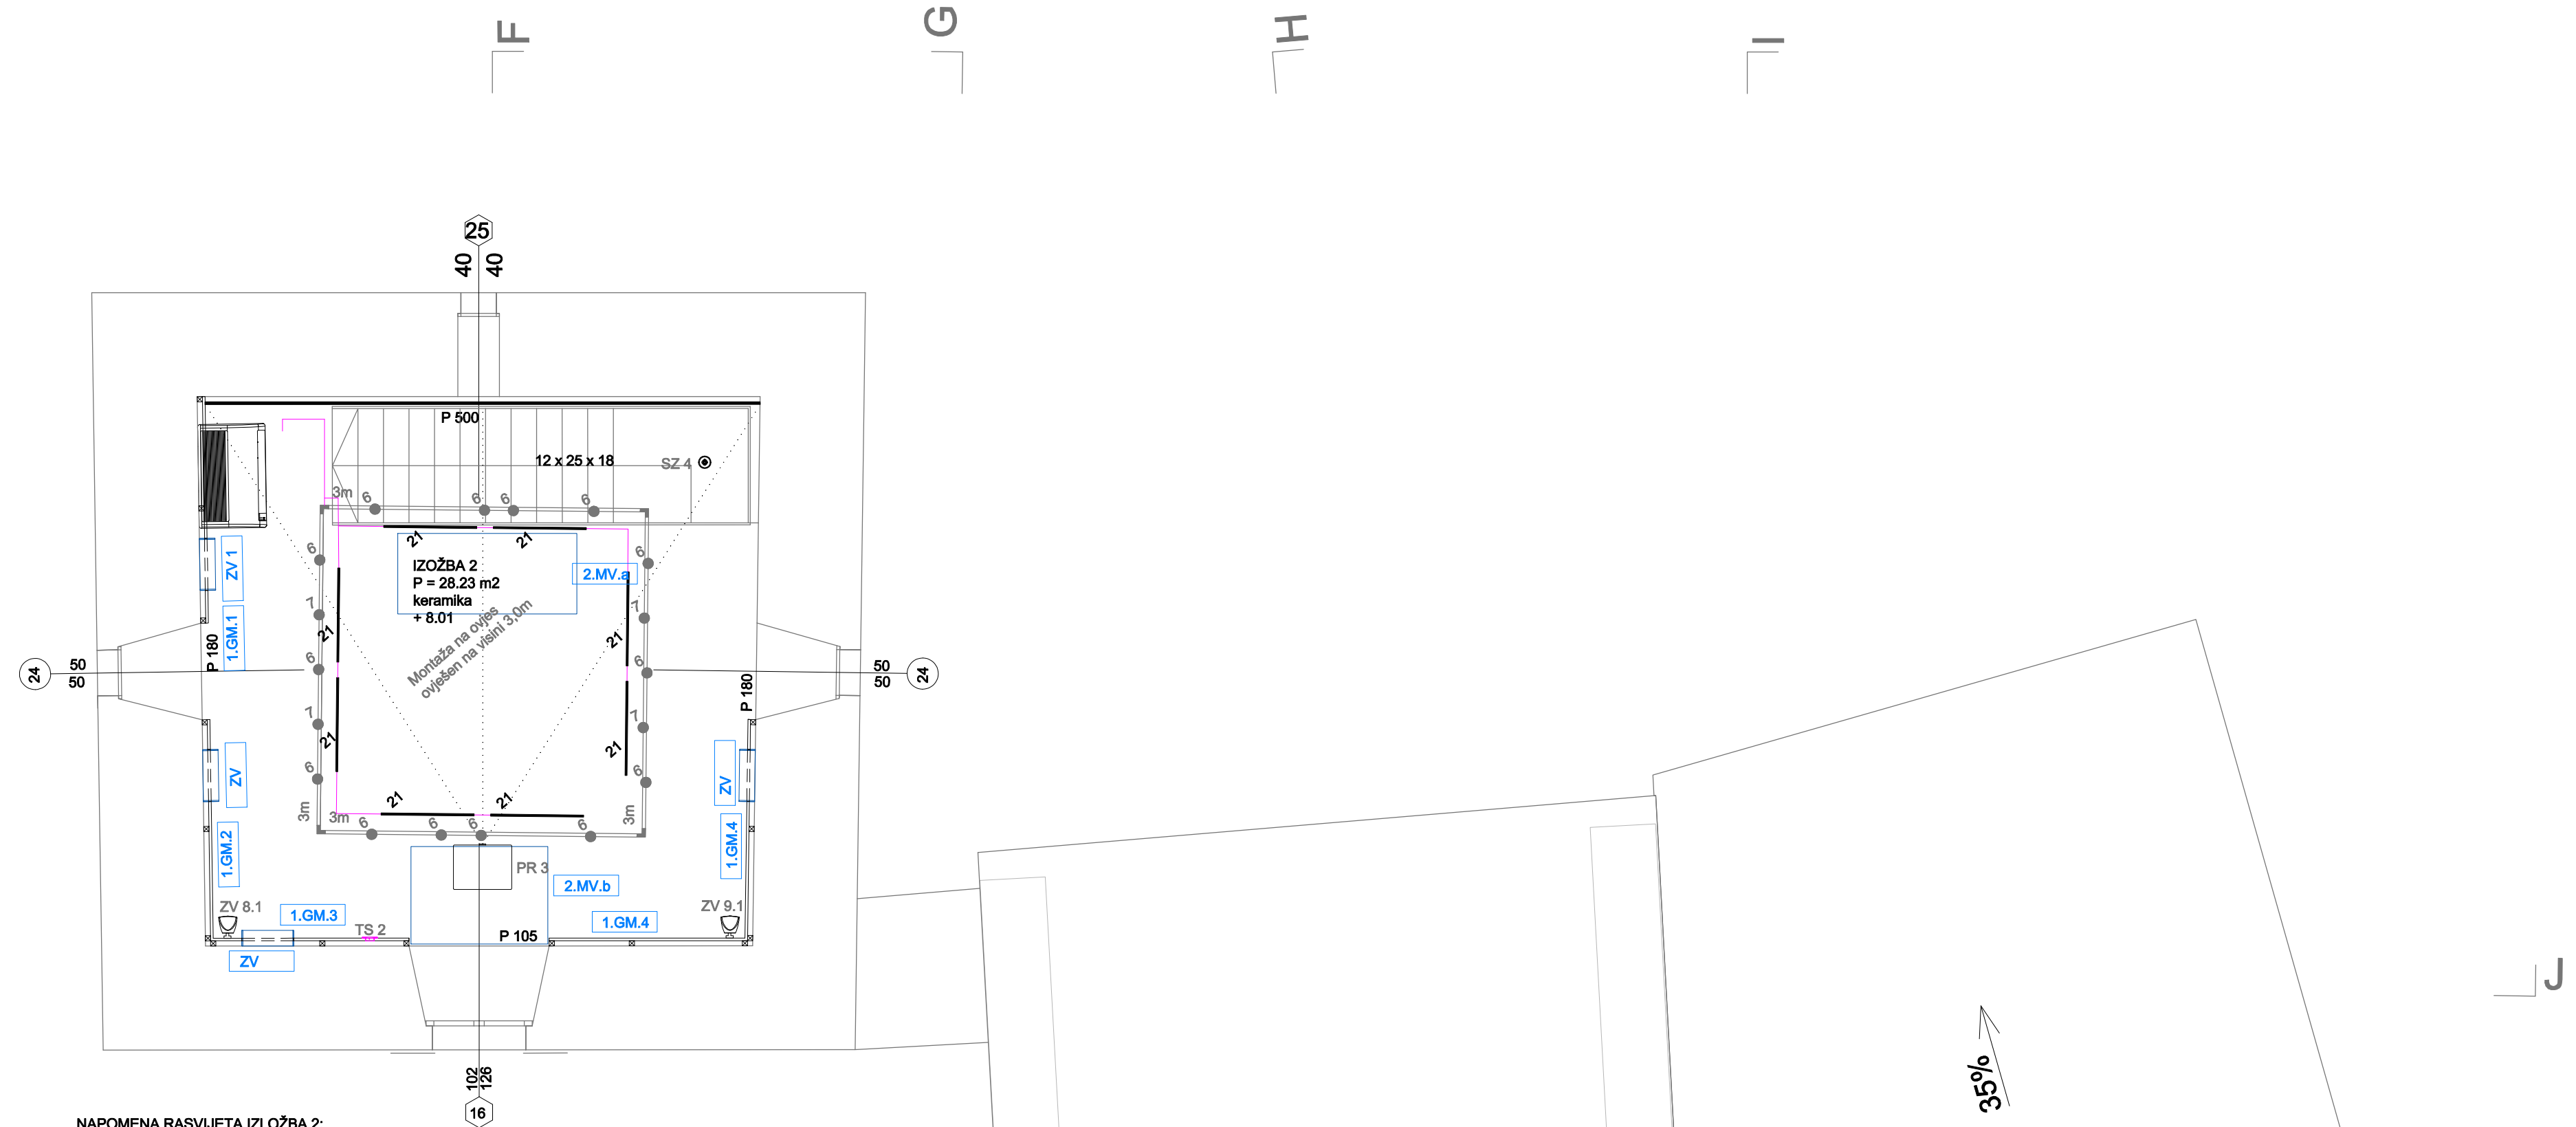 F
G
H
I
25
40
40
P 500
12 x 25 x 18
SZ 4
3m
6
6
6
6
21
21
6
6
ZV 1
IZOŽBA 2
P = 28.23 m2
keramika
+ 8.01
2.MV.a
7
7
1.GM.1
P 180
21
21
Montaža na ovjes
ovješen na visini 3,0m
24
50
50
6
6
50
50
24
P 180
7
7
21
21
ZV
ZV
6
6
3m
3m
3m
21
21
6
6
6
6
1.GM.2
1.GM.4
PR 3
2.MV.b
ZV 8.1
ZV 9.1
1.GM.3
1.GM.4
TS 2
P 105
ZV
J
102
126
16
35%
NAPOMENA RASVJETA IZLOŽBA 2: